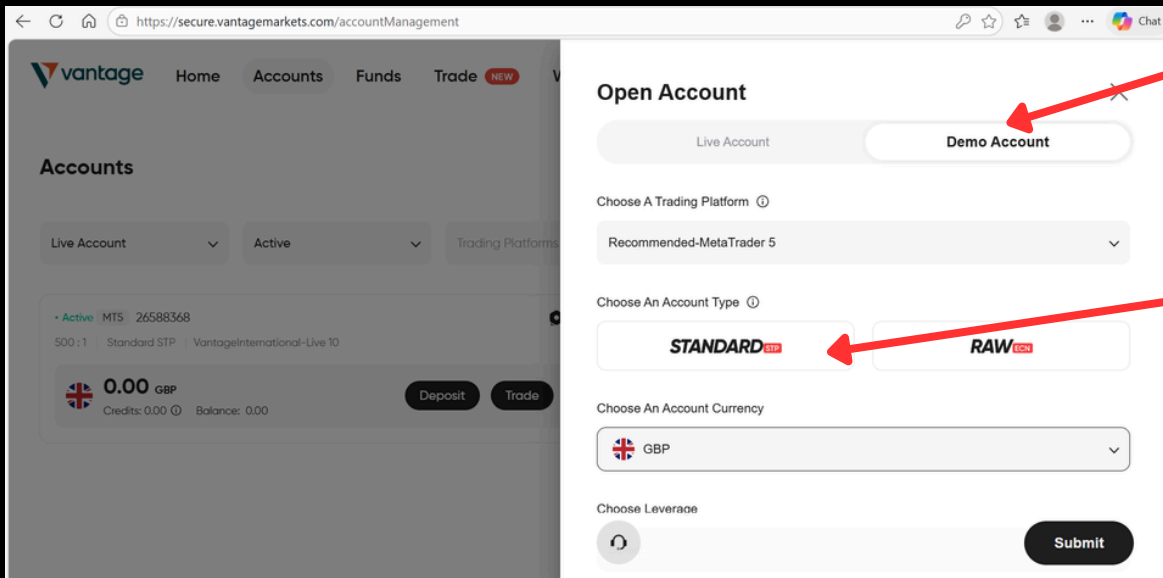 https://secure.vantagemarkets.com/accountManagement
Chat
vantage Home Accounts Funds Trade NEW
Open Account
Live Account Demo Account
Accounts
Choose A Trading Platform
Live Account Active Trading Platforms
Recommended-MetaTrader 5
Choose An Account Type
• Active MT5 26588368
500 : 1 Standard STP VantageInternational-Live 10
STANDARD STP RAW ECN
0.00 GBP
Credits: 0.00 Balance: 0.00
Deposit Trade
Choose An Account Currency
GBP
Choose Leverage
Submit